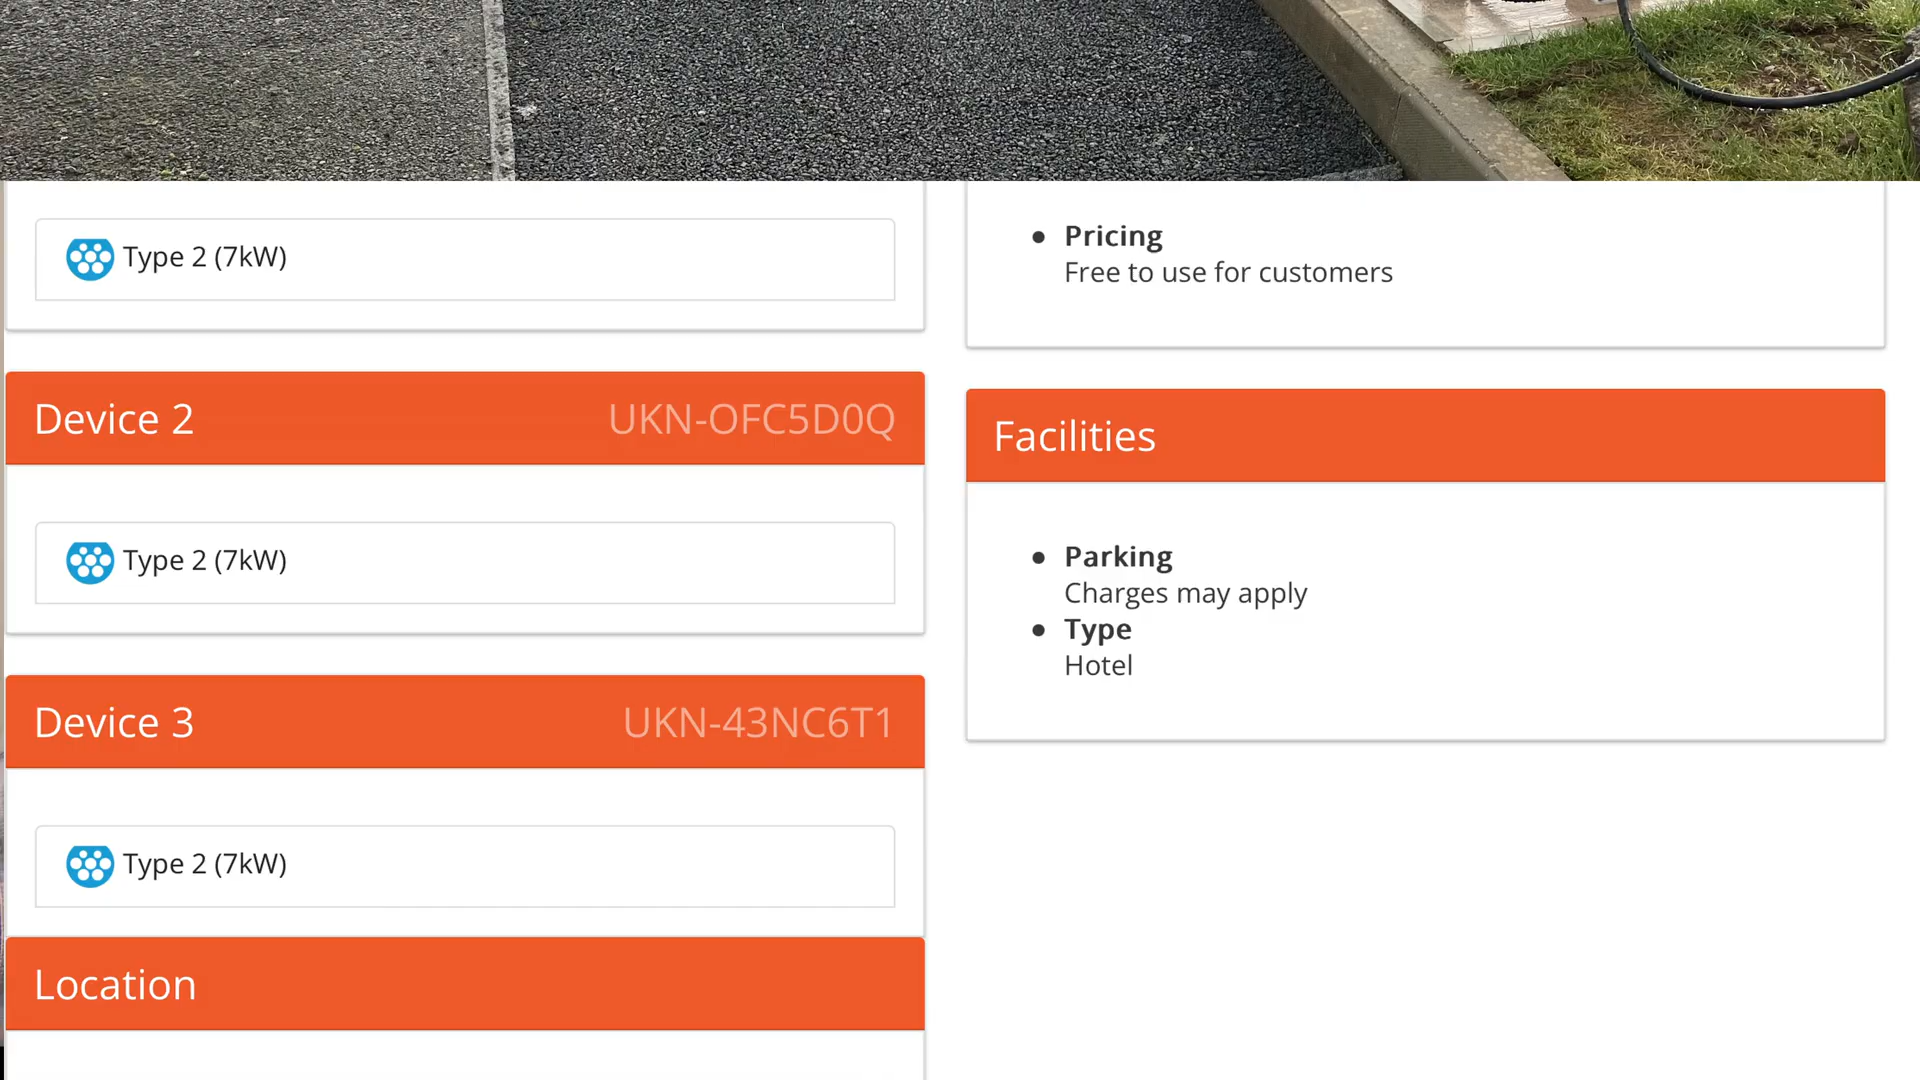 Type 2 (7kW)
Device 2
UKN-OFC5D0Q
Type 2 (7kW)
Device 3
UKN-43NC6T1
Type 2 (7kW)
Location
Pricing
Free to use for customers
Facilities
Parking
Charges may apply
Type
Hotel